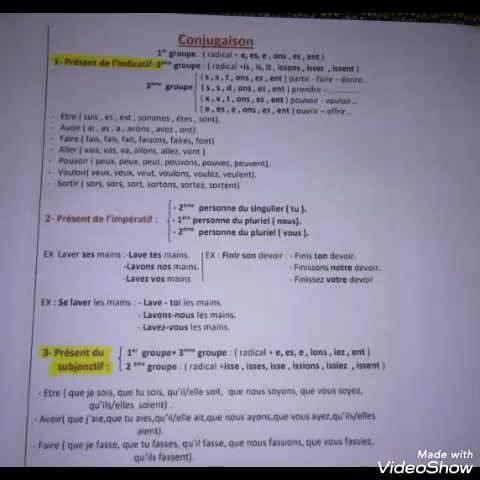 Conjugaison
1er groupe : ( radical + e, es, e , ons , ez , ent )
1- Présent de l'indicatif :2ème groupe : ( radical +is , is, it , issons , issez , issent )
3ème groupe ( s , s , t , ons , ez , ent ) partir - faire – écrire..
( s , s , d , ons , ez , ent ) prendre -
( x , x , t , ons , ez , ent ) pouvoir - vouloir...
( e , es , e , ons , ez , ent ) ouvrir – offrir...
- Etre ( suis , es , est , sommes , êtes , sont).
- Avoir ( ai , as , a , avons , avez , ont).
- Faire ( fais, fais, fait, faisons, faites, font)
- Aller ( vais, vas, va, allons, allez, vont )
- Pouvoir ( peux, peux, peut, pouvons, pouvez, peuvent).
- Vouloir( veux, veux, veut, voulons, voulez, veulent).
- Sortir ( sors, sors, sort, sortons, sortez, sortent)
- 2ème personne du singulier ( tu ).
2- Présent de l'impératif : - 1ère personne du pluriel ( nous).
- 2ème personne du pluriel ( vous ).
EX Laver ses mains : -Lave tes mains. EX : Finir son devoir : - Finis ton devoir.
-Lavons nos mains. - Finissons notre devoir.
-Lavez vos mains - Finissez votre devoir
EX : Se laver les mains : - Lave - toi les mains.
- Lavons-nous les mains.
- Lavez-vous les mains.
3- Présent du 1er groupe+ 3ème groupe : ( radical + e, es, e , ions , iez , ent )
subjonctif : 2 ème groupe : ( radical +isse , isses, isse , issions , issiez , issent )
- Etre ( que je sois, que tu sois, qu'il/elle soit, que nous soyons, que vous soyez,
qu'ils/elles soient) .
- Avoir( que j'aie,que tu aies,qu'il/elle ait,que nous ayons,que vous ayez,qu'ils/elles
aient).
- Faire ( que je fasse, que tu fasses, qu'il fasse, que nous fassions, que vous fassiez,
qu'ils fassent).
Made with
VideoShow